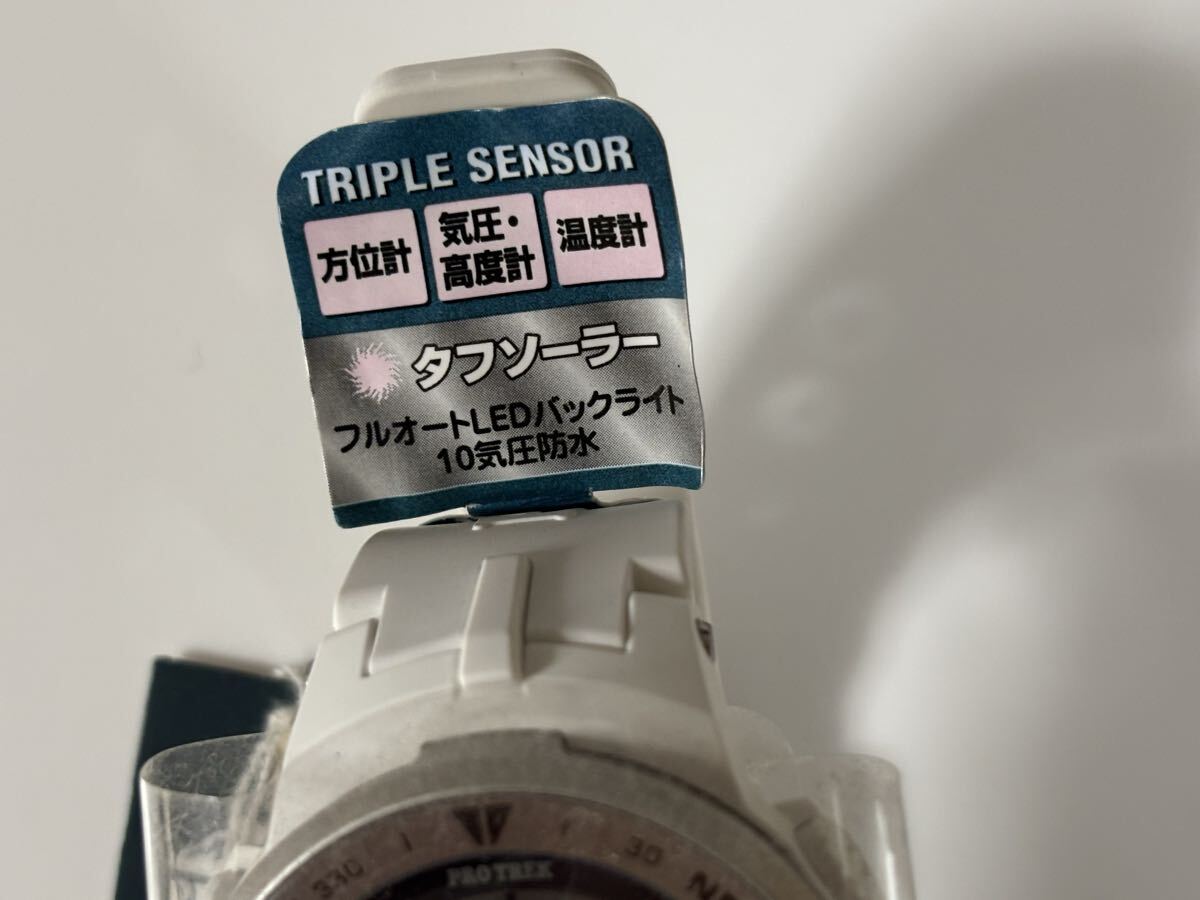 TRIPLE SENSOR
方位計 気圧・高度計 温度計
タフソーラー
フルオートLEDバックライト
10気圧防水
330 30
PRO TREK